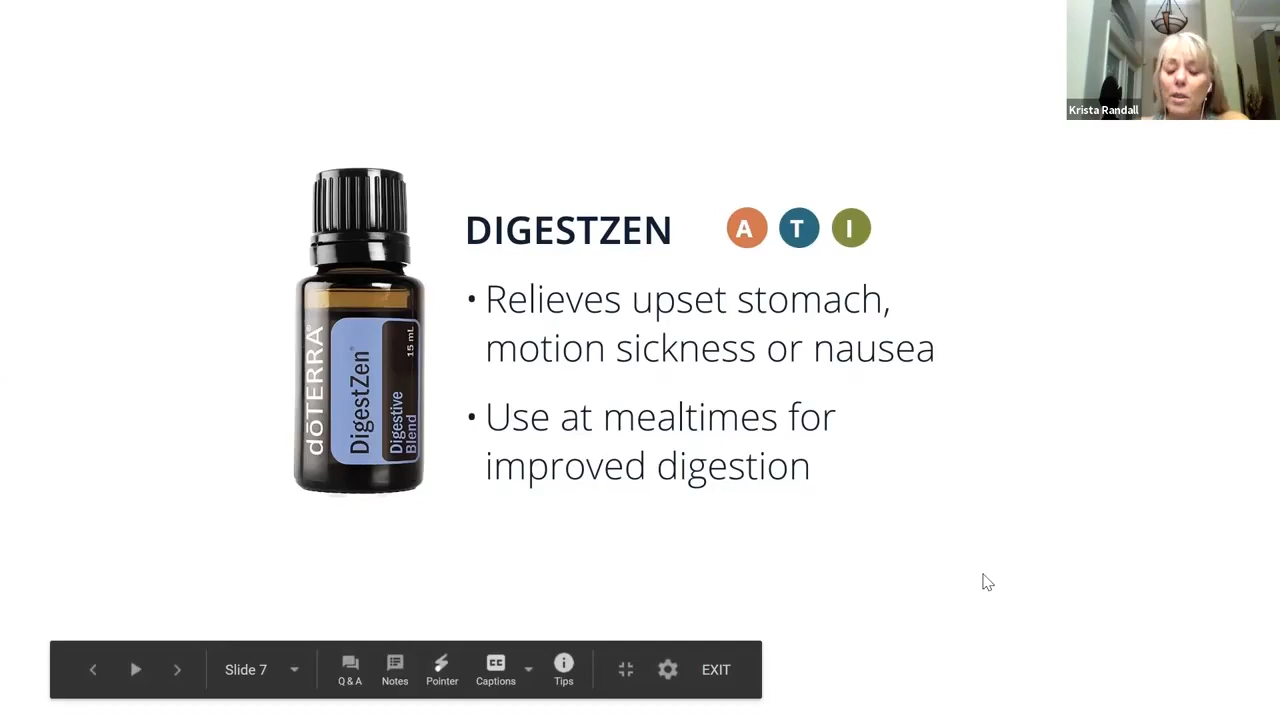 Krista Randall
DIGESTZEN
A T I
• Relieves upset stomach,
motion sickness or nausea
• Use at mealtimes for
improved digestion
dōTERRA®
DigestZen®
Digestive
Blend
15 mL
Slide 7
Q & A
Notes
Pointer
CC
Captions
Tips
EXIT